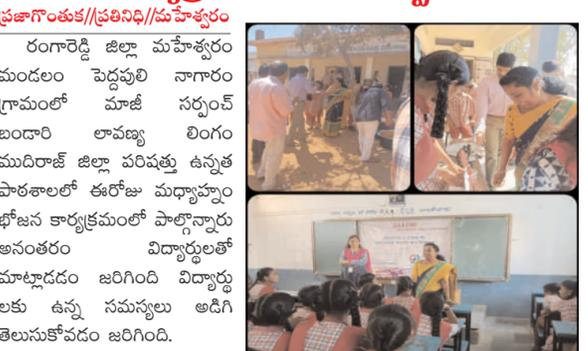 ప్రజాగొంతుక//ప్రతినిధి//మహేశ్వరం
రంగారెడ్డి జిల్లా మహేశ్వరం
మండలం పెద్దపులి నాగారం
గ్రామంలో మాజీ సర్పంచ్
బండారి లావణ్య లింగం
ముదిరాజ్ జిల్లా పరిషత్తు ఉన్నత
పాఠశాలలో ఈరోజు మధ్యాహ్నం
భోజన కార్యక్రమంలో పాల్గొన్నారు
అనంతరం విద్యార్థులతో
మాట్లాడడం జరిగింది విద్యార్థు
లకు ఉన్న సమస్యలు అడిగి
తెలుసుకోవడం జరిగింది.